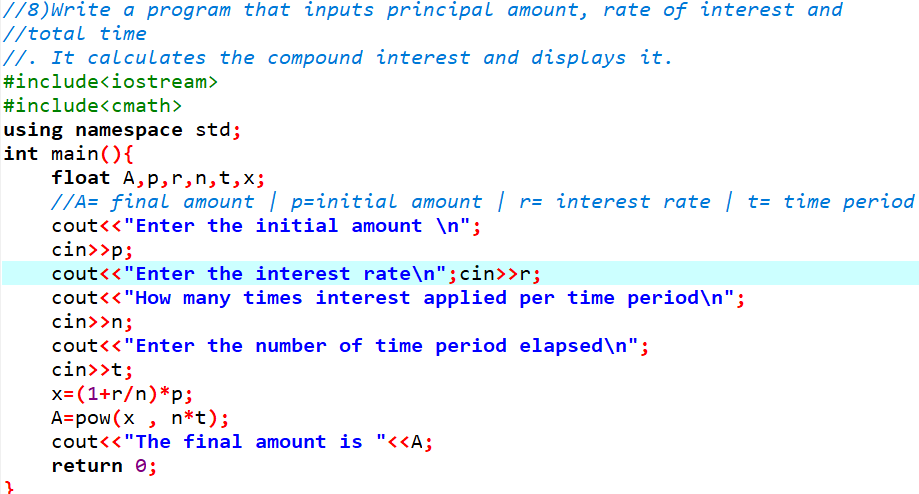 //8)Write a program that inputs principal amount, rate of interest and
//total time
//. It calculates the compound interest and displays it.
#include<iostream>
#include<cmath>
using namespace std;
int main(){
    float A,p,r,n,t,x;
    //A= final amount | p=initial amount | r= interest rate | t= time period
    cout<<"Enter the initial amount \n";
    cin>>p;
    cout<<"Enter the interest rate\n";cin>>r;
    cout<<"How many times interest applied per time period\n";
    cin>>n;
    cout<<"Enter the number of time period elapsed\n";
    cin>>t;
    x=(1+r/n)*p;
    A=pow(x , n*t);
    cout<<"The final amount is "<<A;
    return 0;
}